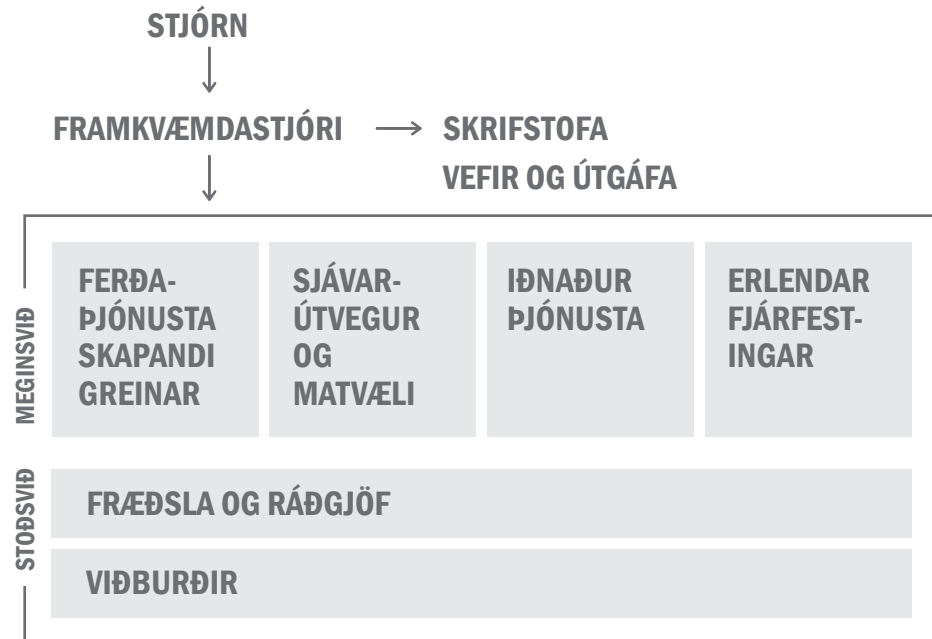 STJÓRN
FRAMKVÆMDASTJÓRI
SKRIFSTOFA
VEFIR OG ÚTGÁFA
MEGINSVIÐ
FERÐA-
ÞJÓNUSTA
SKAPANDI
GREINAR
SJÁVAR-
ÚTVEGUR
OG
MATVÆLI
IÐNAÐUR
ÞJÓNUSTA
ERLENDAR
FJÁRFEST-
INGAR
STOÐSVIÐ
FRÆÐSLA OG RÁÐGJÖF
VIÐBURÐIR